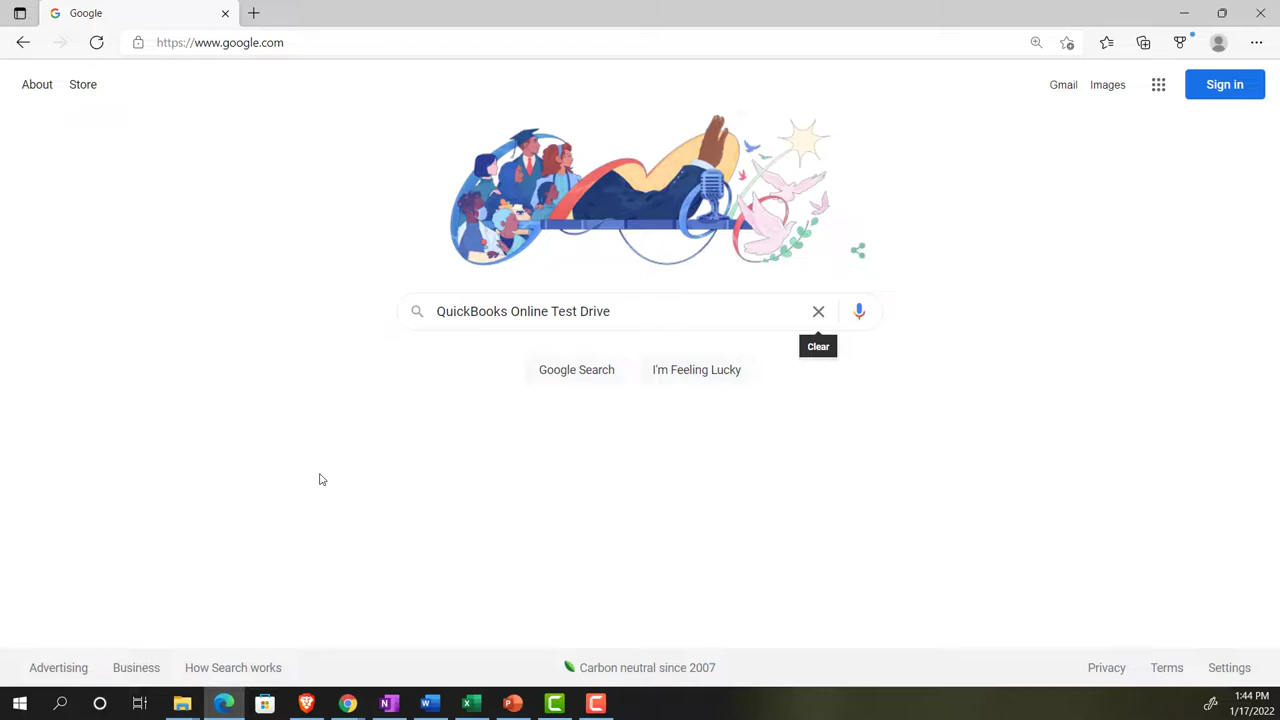 Google
https://www.google.com
About Store
Gmail Images Sign in
QuickBooks Online Test Drive
Clear
Google Search I'm Feeling Lucky
Advertising Business How Search works
Carbon neutral since 2007
Privacy Terms Settings
1:44 PM
1/17/2022